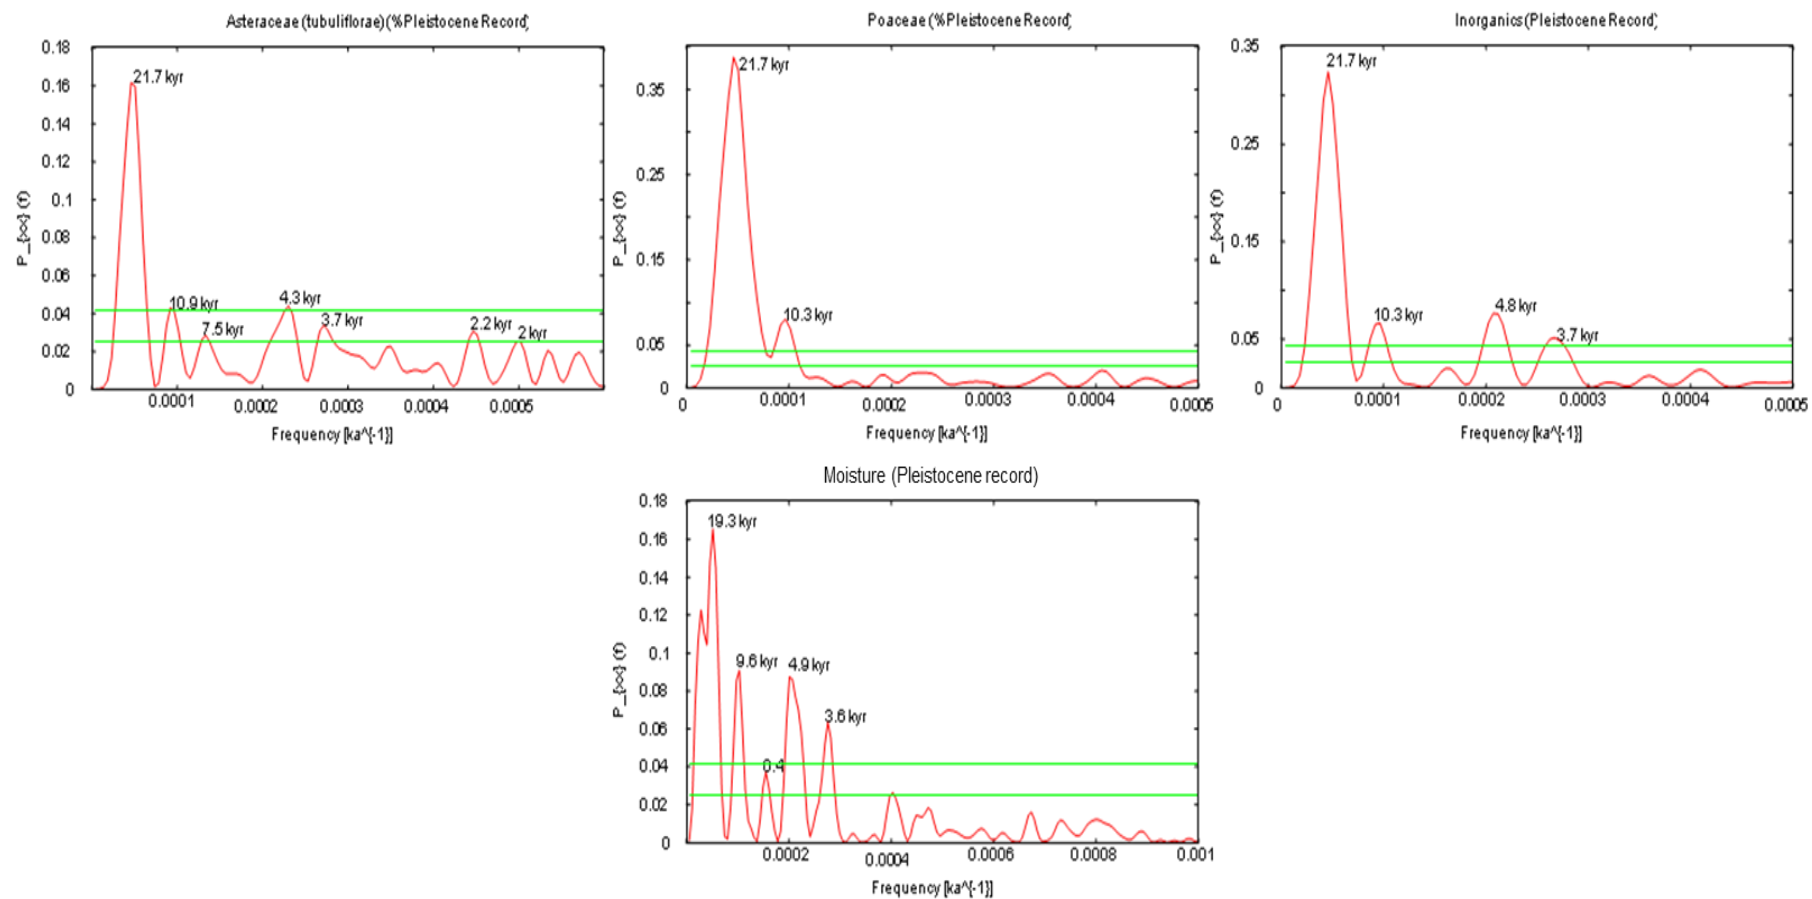 Asteraceae (tubuliflorae) (%Pleistocene Record)
0.18
0.16
0.14
0.12
0.1
0.08
0.06
0.04
0.02
0
P_{xx} (f)
21.7 kyr
10.9 kyr
7.5 kyr
4.3 kyr
3.7 kyr
2.2 kyr
2 kyr
0.0001
0.0002
0.0003
0.0004
0.0005
Frequency [ka^{-1}]
Poaceae (%Pleistocene Record)
0.35
0.25
0.15
0.05
0
P_{xx} (f)
21.7 kyr
10.3 kyr
0
0.0001
0.0002
0.0003
0.0004
0.0005
Frequency [ka^{-1}]
Inorganics (Pleistocene Record)
0.35
0.25
0.15
0.05
0
P_{xx} (f)
21.7 kyr
10.3 kyr
4.8 kyr
3.7 kyr
0
0.0001
0.0002
0.0003
0.0004
0.0005
Frequency [ka^{-1}]
Moisture (Pleistocene record)
0.18
0.16
0.14
0.12
0.1
0.08
0.06
0.04
0.02
0
P_{xx} (f)
19.3 kyr
9.6 kyr
0.4
4.9 kyr
3.6 kyr
0.0002
0.0004
0.0006
0.0008
0.001
Frequency [ka^{-1}]